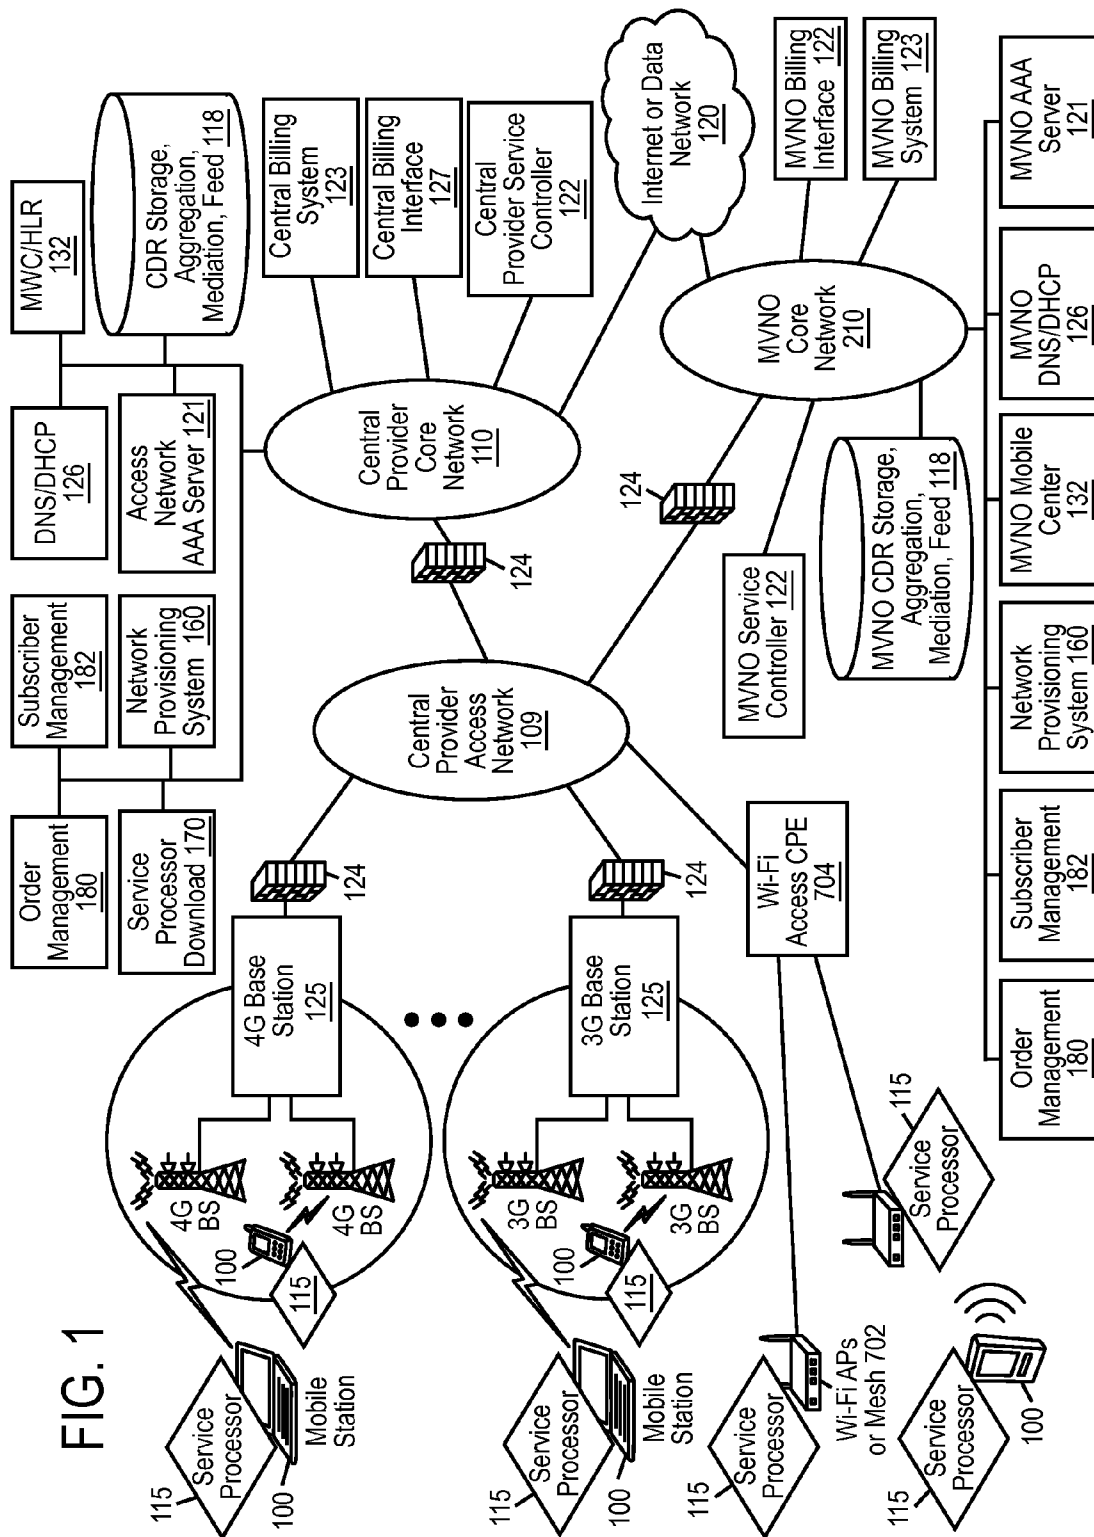 FIG. 1
Order
Management
180
Subscriber
Management
182
DNS/DHCP
126
MWC/HLR
132
Service
Processor
Download 170
Network
Provisioning
System 160
Access
Network
AAA Server 121
CDR Storage,
Aggregation,
Mediation, Feed 118
115
Service
Processor
100
Mobile
Station
4G
BS
4G
BS
100
115
4G Base
Station
125
124
Central
Provider
Access
Network
109
124
Central
Provider
Core
Network
110
Central Billing
System
123
Central Billing
Interface
127
Central
Provider Service
Controller
122
Internet or Data
Network
120
115
Service
Processor
100
Mobile
Station
3G
BS
3G
BS
100
115
3G Base
Station
125
124
124
MVNO
Core
Network
210
MVNO Billing
Interface 122
MVNO Billing
System 123
MVNO Service
Controller 122
MVNO CDR Storage,
Aggregation,
Mediation, Feed 118
115
Service
Processor
Wi-Fi APs
or Mesh 702
Wi-Fi
Access CPE
704
115
Service
Processor
115
Service
Processor
100
Order
Management
180
Subscriber
Management
182
Network
Provisioning
System 160
MVNO Mobile
Center
132
MVNO
DNS/DHCP
126
MVNO AAA
Server
121